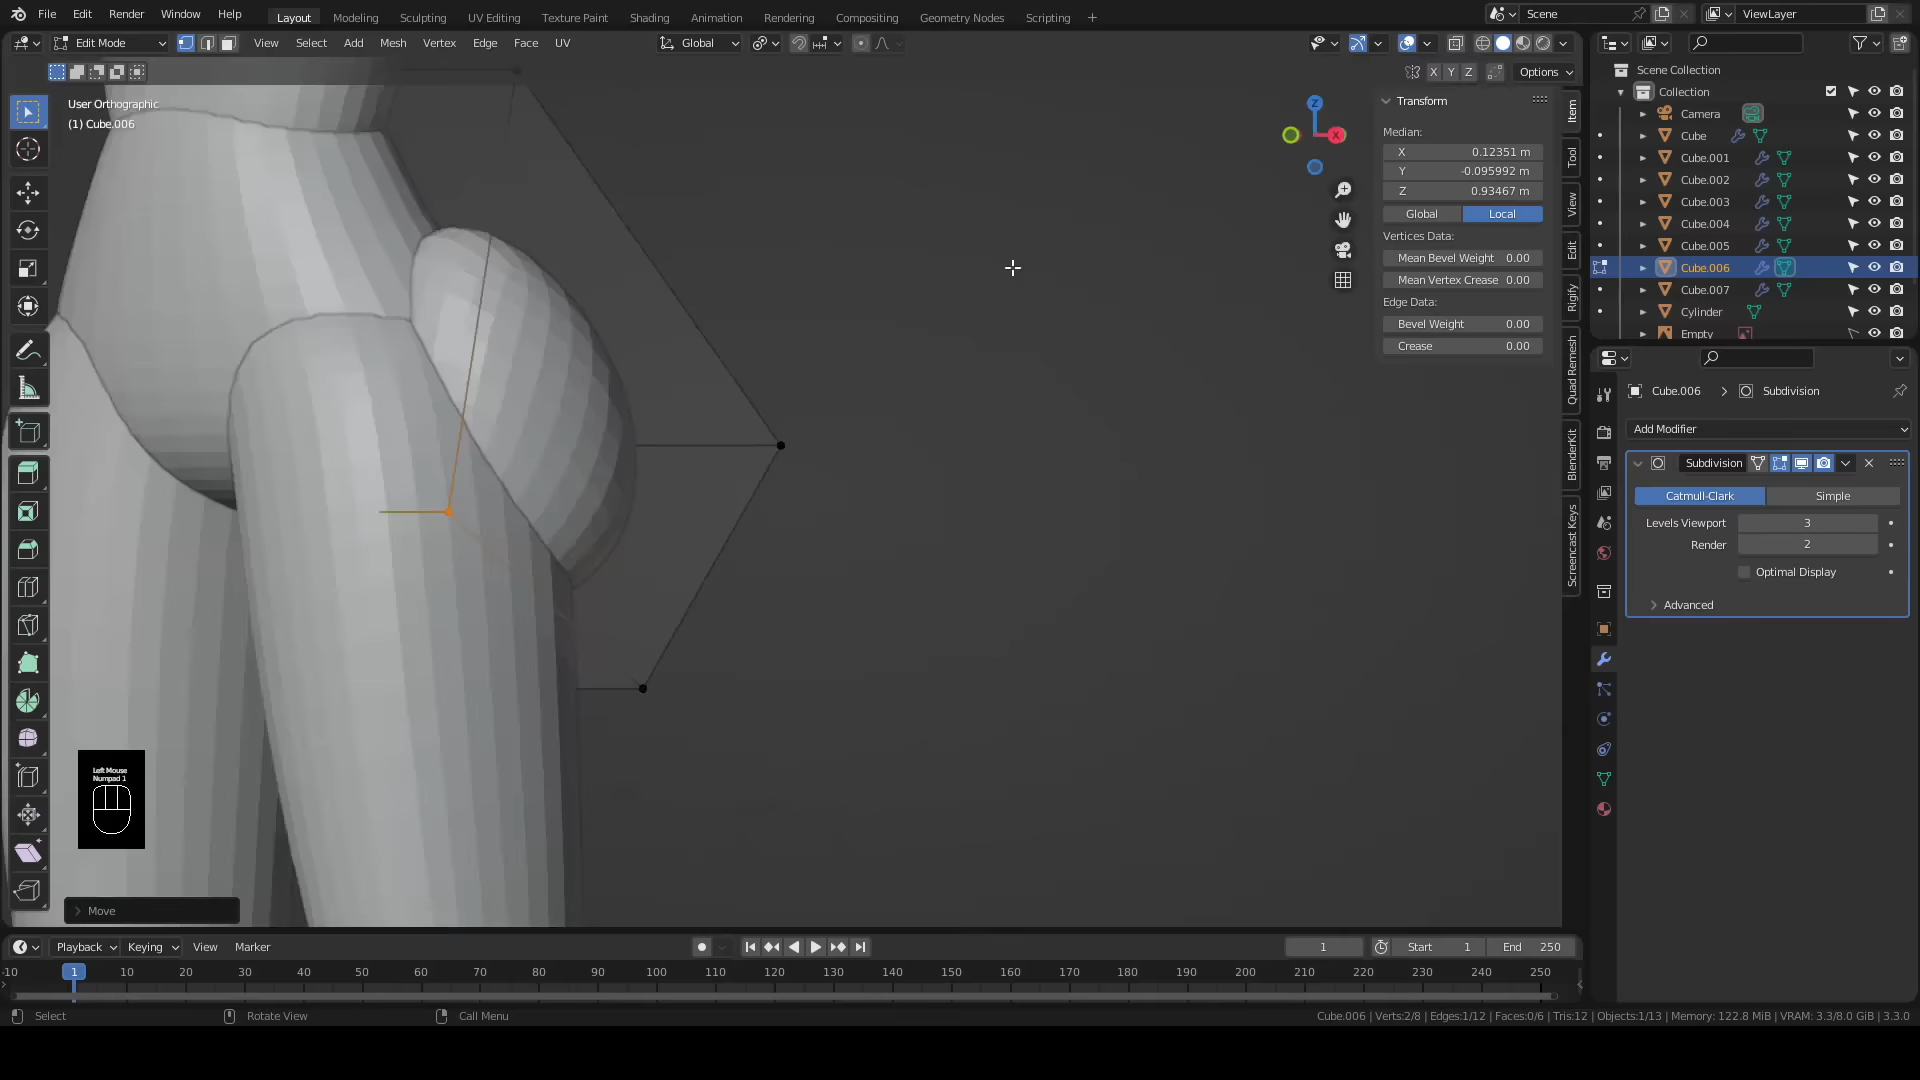 File Edit Render Window Help Layout Modeling Sculpting UV Editing Texture Paint Shading Animation Rendering Compositing Geometry Nodes Scripting + Scene ViewLayer
Edit Mode View Select Add Mesh Vertex Edge Face UV Global
X Y Z Options
User Orthographic
(1) Cube.006
Z
X
Transform
Median:
X 0.12351 m
Y -0.095992 m
Z 0.93467 m
Global Local
Vertices Data:
Mean Bevel Weight 0.00
Mean Vertex Crease 0.00
Edge Data:
Bevel Weight 0.00
Crease 0.00
Item
Tool
View
Edit
Rigify
Quad Remesh
BlenderKit
Screencast Keys
Scene Collection
Collection
Camera
Cube
Cube.001
Cube.002
Cube.003
Cube.004
Cube.005
Cube.006
Cube.007
Cylinder
Empty
Cube.006 > Subdivision
Add Modifier
Subdivision
Catmull-Clark Simple
Levels Viewport 3
Render 2
Optimal Display
Advanced
Left Mouse
Numpad 1
Move
Playback Keying View Marker 1 Start 1 End 250
-10 1 10 20 30 40 50 60 70 80 90 100 110 120 130 140 150 160 170 180 190 200 210 220 230 240 250
Select Rotate View Call Menu Cube.006 | Verts:2/8 | Edges:1/12 | Faces:0/6 | Tris:12 | Objects:1/13 | Memory: 122.8 MiB | VRAM: 3.3/8.0 GiB | 3.3.0